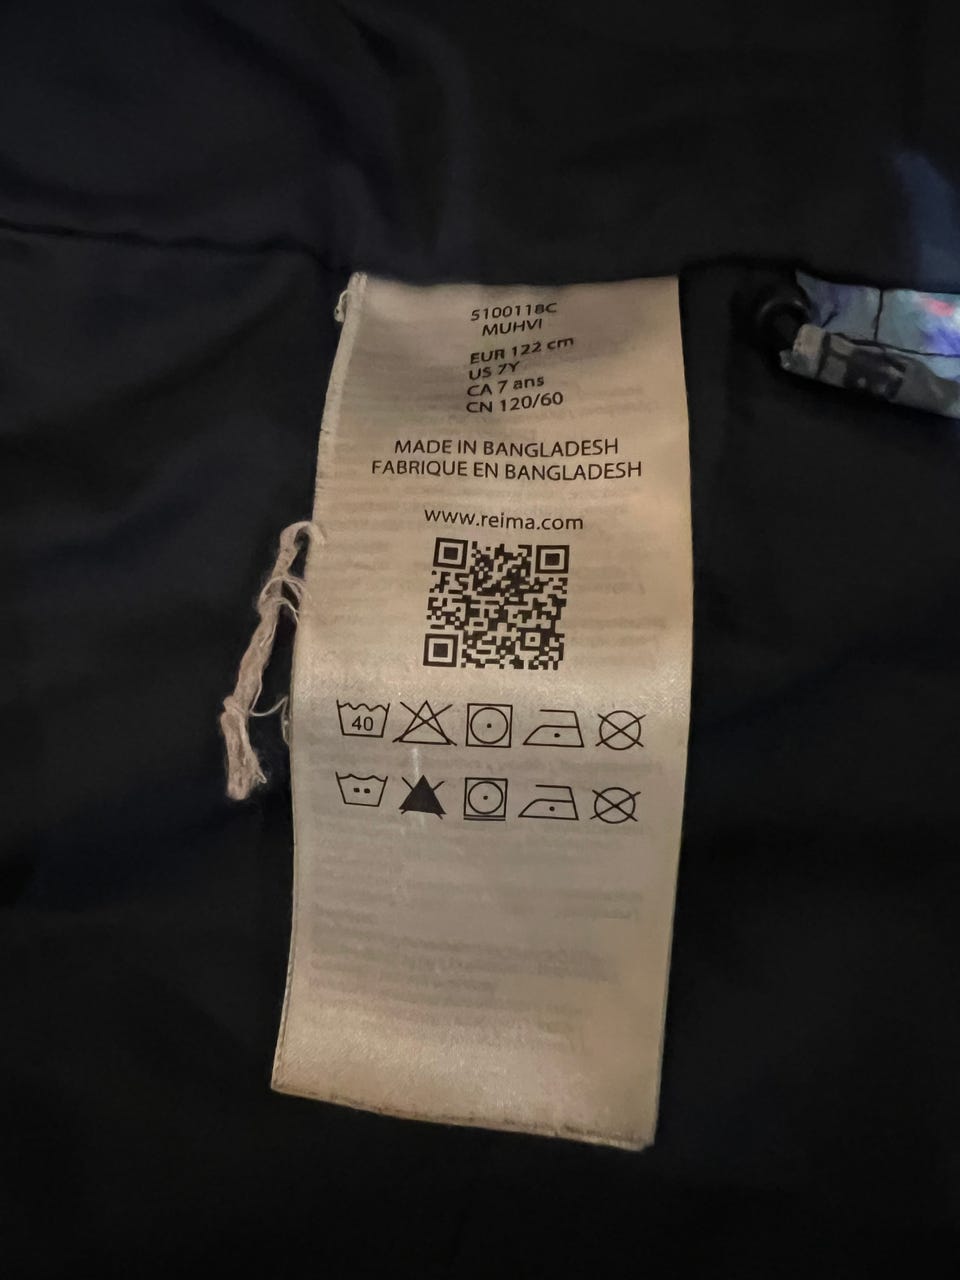 5100118C
MUHVI
EUR 122 cm
US 7Y
CA 7 ans
CN 120/60
MADE IN BANGLADESH
FABRIQUE EN BANGLADESH
www.reima.com
40